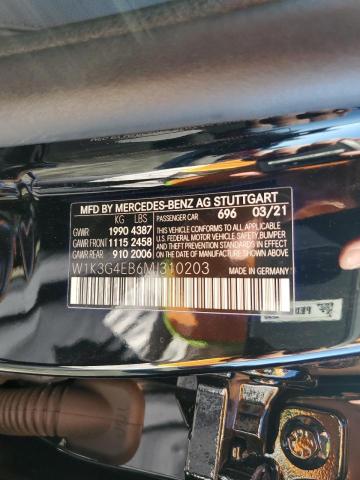 MFD BY MERCEDES-BENZ AG STUTTGART
KG LBS PASSENGER CAR 696 03/21
GVWR 1990 4387 THIS VEHICLE CONFORMS TO ALL APPLICABLE
GAWR FRONT 1115 2458 U.S. FEDERAL MOTOR VEHICLE SAFETY, BUMPER
GAWR REAR 910 2006 AND THEFT PREVENTION STANDARDS IN EFFECT
W1K3G4EB6MJ310203 ON THE DATE OF MANUFACTURE SHOWN ABOVE.
Made in Germany